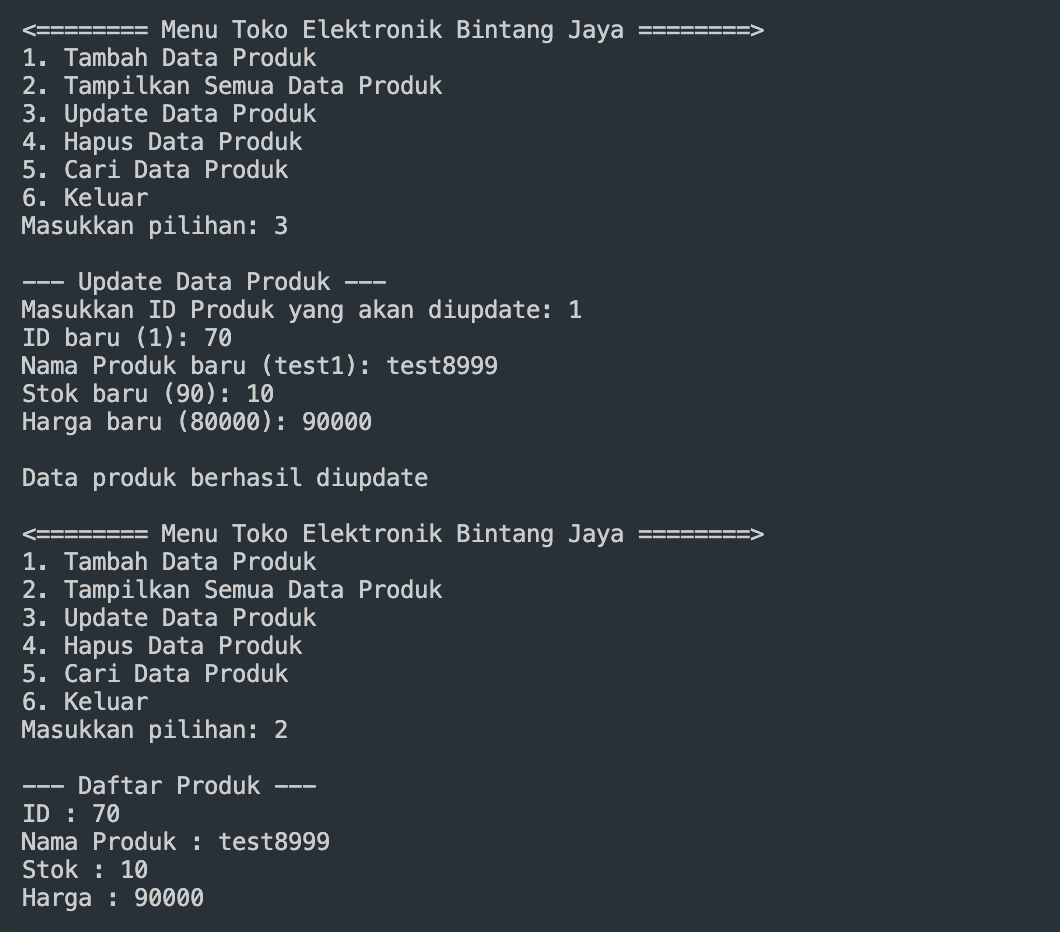 <======== Menu Toko Elektronik Bintang Jaya ========>
1. Tambah Data Produk
2. Tampilkan Semua Data Produk
3. Update Data Produk
4. Hapus Data Produk
5. Cari Data Produk
6. Keluar
Masukkan pilihan: 3
--- Update Data Produk ---
Masukkan ID Produk yang akan diupdate: 1
ID baru (1): 70
Nama Produk baru (test1): test8999
Stok baru (90): 10
Harga baru (80000): 90000
Data produk berhasil diupdate
<======== Menu Toko Elektronik Bintang Jaya ========>
1. Tambah Data Produk
2. Tampilkan Semua Data Produk
3. Update Data Produk
4. Hapus Data Produk
5. Cari Data Produk
6. Keluar
Masukkan pilihan: 2
--- Daftar Produk ---
ID : 70
Nama Produk : test8999
Stok : 10
Harga : 90000